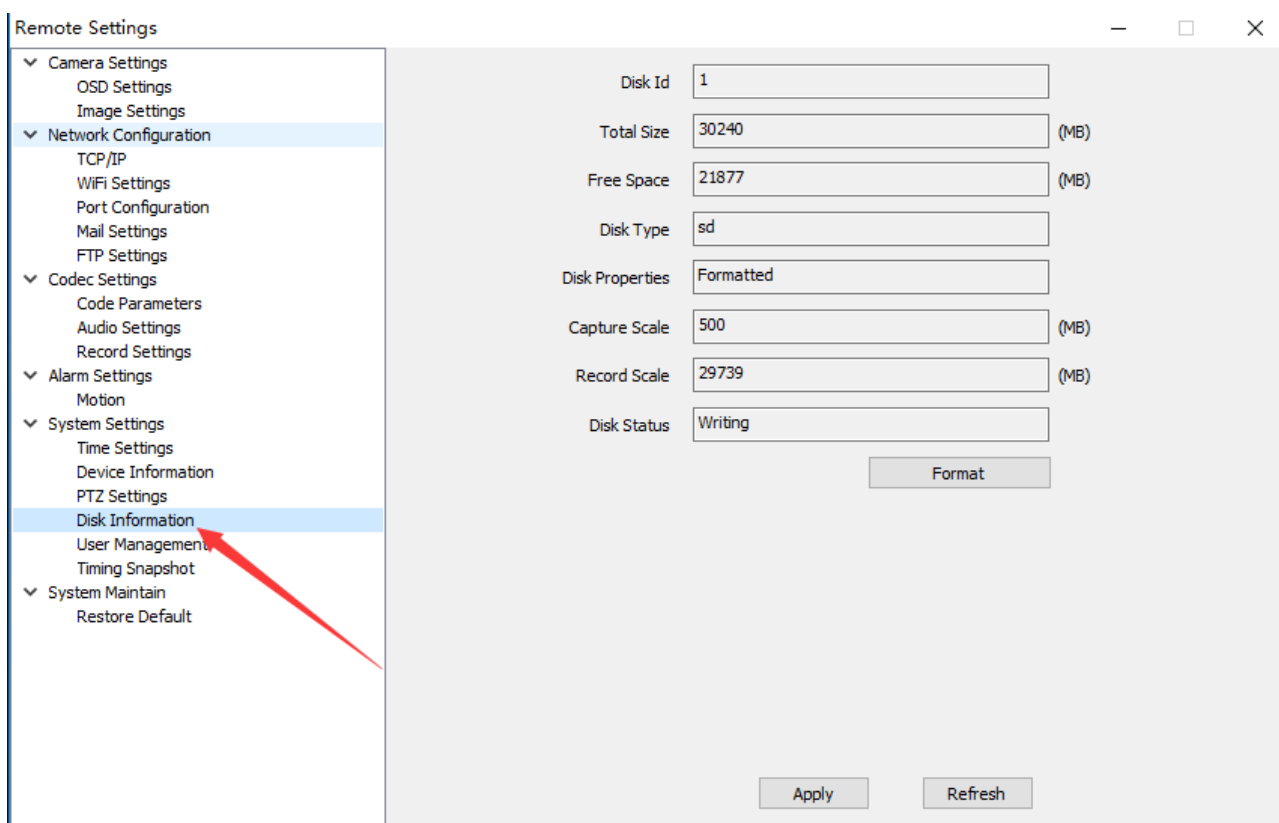 Remote Settings
Camera Settings
OSD Settings
Image Settings
Network Configuration
TCP/IP
WiFi Settings
Port Configuration
Mail Settings
FTP Settings
Codec Settings
Code Parameters
Audio Settings
Record Settings
Alarm Settings
Motion
System Settings
Time Settings
Device Information
PTZ Settings
Disk Information
User Management
Timing Snapshot
System Maintain
Restore Default
Disk Id 1
Total Size 30240 (MB)
Free Space 21877 (MB)
Disk Type sd
Disk Properties Formatted
Capture Scale 500 (MB)
Record Scale 29739 (MB)
Disk Status Writing
Format
Apply Refresh